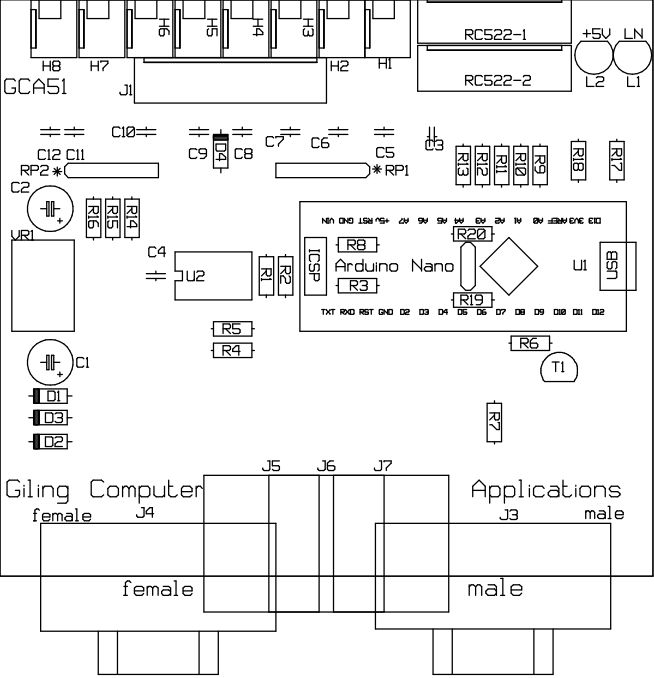 H8 H7 H6 H5 H4 H3 H2 H1
RC522-1
+5V LN
RC522-2
L2 L1
GCA51
J1
C12 C11 C10 C9 D4 C8 C7 C6 C5 C3
RP2 * * RP1
R13 R12 R11 R10 R9 R18 R17
C2
R16 R15 R14
VR1
VIN GND RST +5V A7 A6 A5 A4 A3 A2 A1 A0 AREF 3V3 D13
R20
C4
U2
R1 R2
ICSP
R8
Arduino Nano
U1
USB
R3
R19
TXT RXD RST GND D2 D3 D4 D5 D6 D7 D8 D9 D10 D11 D12
R5
R4
R6
C1
T1
D1
D3
D2
R7
J5 J6 J7
Giling Computer Applications
female J4 J3 male
female male